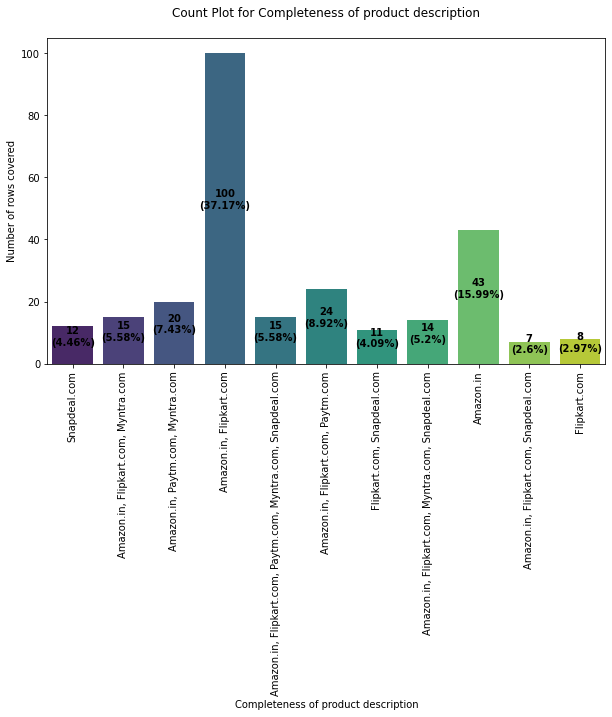 Count Plot for Completeness of product description
Number of rows covered
100
80
60
40
20
0
12
(4.46%)
15
(5.58%)
20
(7.43%)
100
(37.17%)
15
(5.58%)
24
(8.92%)
11
(4.09%)
14
(5.2%)
43
(15.99%)
7
(2.6%)
8
(2.97%)
Snapdeal.com
Amazon.in, Flipkart.com, Myntra.com
Amazon.in, Paytm.com, Myntra.com
Amazon.in, Flipkart.com
Amazon.in, Flipkart.com, Paytm.com, Myntra.com, Snapdeal.com
Amazon.in, Flipkart.com, Paytm.com
Flipkart.com, Snapdeal.com
Amazon.in, Flipkart.com, Myntra.com, Snapdeal.com
Amazon.in
Amazon.in, Flipkart.com, Snapdeal.com
Flipkart.com
Completeness of product description